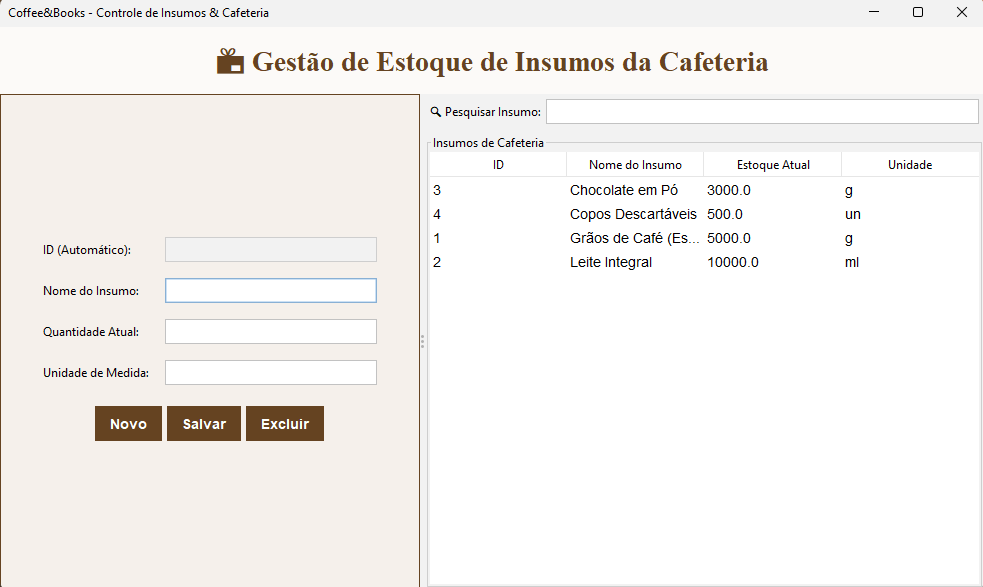 Coffee&Books - Controle de Insumos & Cafeteria
Gestão de Estoque de Insumos da Cafeteria
ID (Automático):
Nome do Insumo:
Quantidade Atual:
Unidade de Medida:
Novo Salvar Excluir
Pesquisar Insumo:
Insumos de Cafeteria
ID Nome do Insumo Estoque Atual Unidade
3 Chocolate em Pó 3000.0 g
4 Copos Descartáveis 500.0 un
1 Grãos de Café (Es... 5000.0 g
2 Leite Integral 10000.0 ml